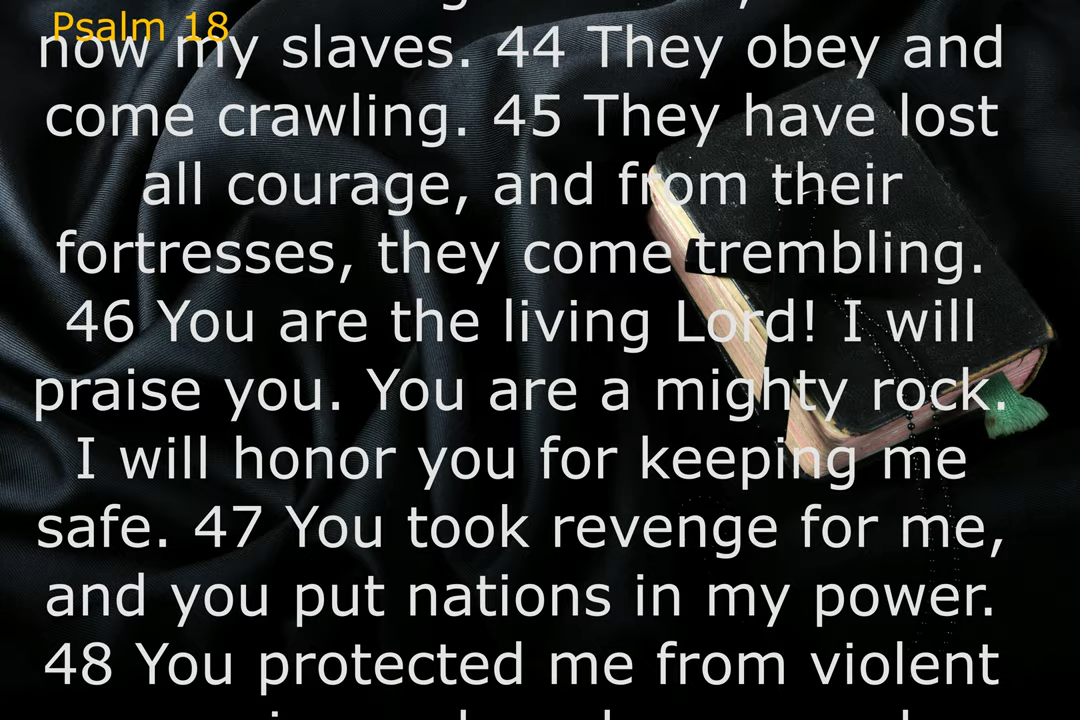 Psalm 18
now my slaves. 44 They obey and
come crawling. 45 They have lost
all courage, and from their
fortresses, they come trembling.
46 You are the living Lord! I will
praise you. You are a mighty rock.
I will honor you for keeping me
safe. 47 You took revenge for me,
and you put nations in my power.
48 You protected me from violent